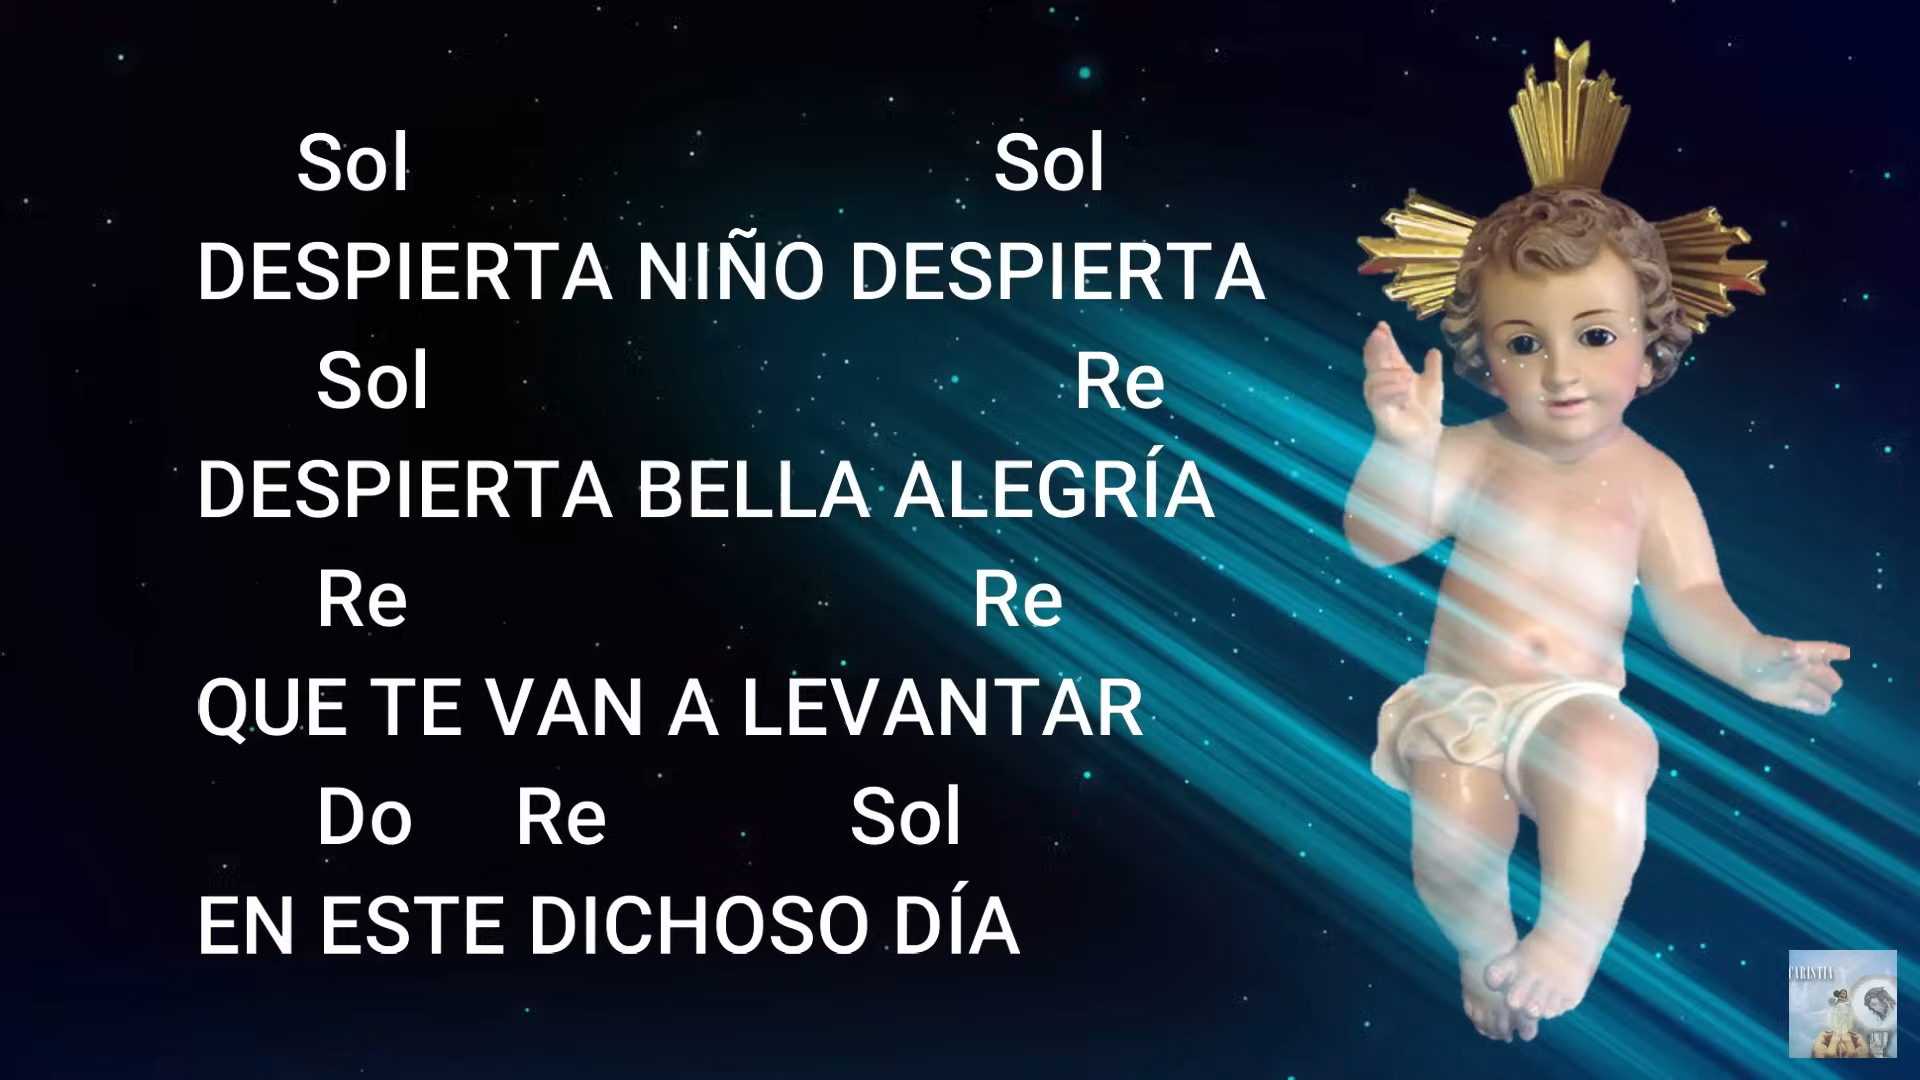 Sol Sol
DESPIERTA NIÑO DESPIERTA
Sol Re
DESPIERTA BELLA ALEGRÍA
Re Re
QUE TE VAN A LEVANTAR
Do Re Sol
EN ESTE DICHOSO DÍA
CARISTIA